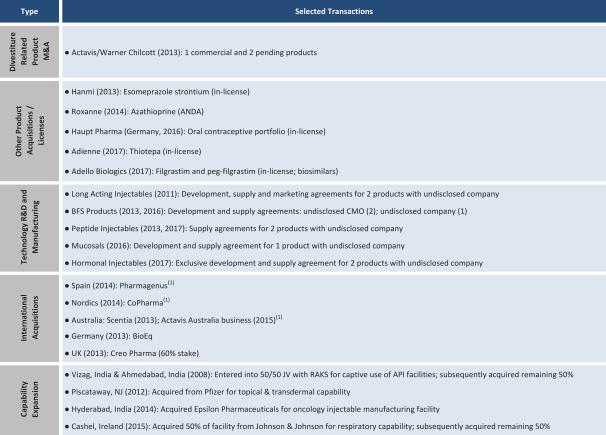 Type
Selected Transactions
Divestiture
Related
Product
M&A
● Actavis/Warner Chilcott (2013): 1 commercial and 2 pending products
Other Product
Acquisitions /
Licenses
● Hanmi (2013): Esomeprazole strontium (in-license)
● Roxanne (2014): Azathioprine (ANDA)
● Haupt Pharma (Germany, 2016): Oral contraceptive portfolio (in-license)
● Adienne (2017): Thiotepa (in-license)
● Adello Biologics (2017): Filgrastim and peg-filgrastim (in-license; biosimilars)
Technology R&D and
Manufacturing
● Long Acting Injectables (2011): Development, supply and marketing agreements for 2 products with undisclosed company
● BFS Products (2013, 2016): Development and supply agreements: undisclosed CMO (2); undisclosed company (1)
● Peptide Injectables (2013, 2017): Supply agreements for 2 products with undisclosed company
● Mucosals (2016): Development and supply agreement for 1 product with undisclosed company
● Hormonal Injectables (2017): Exclusive development and supply agreement for 2 products with undisclosed company
International
Acquisitions
● Spain (2014): Pharmagenus(1)
● Nordics (2014): CoPharma(1)
● Australia: Scentia (2013); Actavis Australia business (2015)(1)
● Germany (2013): BioEq
● UK (2013): Creo Pharma (60% stake)
Capability
Expansion
● Vizag, India & Ahmedabad, India (2008): Entered into 50/50 JV with RAKS for captive use of API facilities; subsequently acquired remaining 50%
● Piscataway, NJ (2012): Acquired from Pfizer for topical & transdermal capability
● Hyderabad, India (2014): Acquired Epsilon Pharmaceuticals for oncology injectable manufacturing facility
● Cashel, Ireland (2015): Acquired 50% of facility from Johnson & Johnson for respiratory capability; subsequently acquired remaining 50%